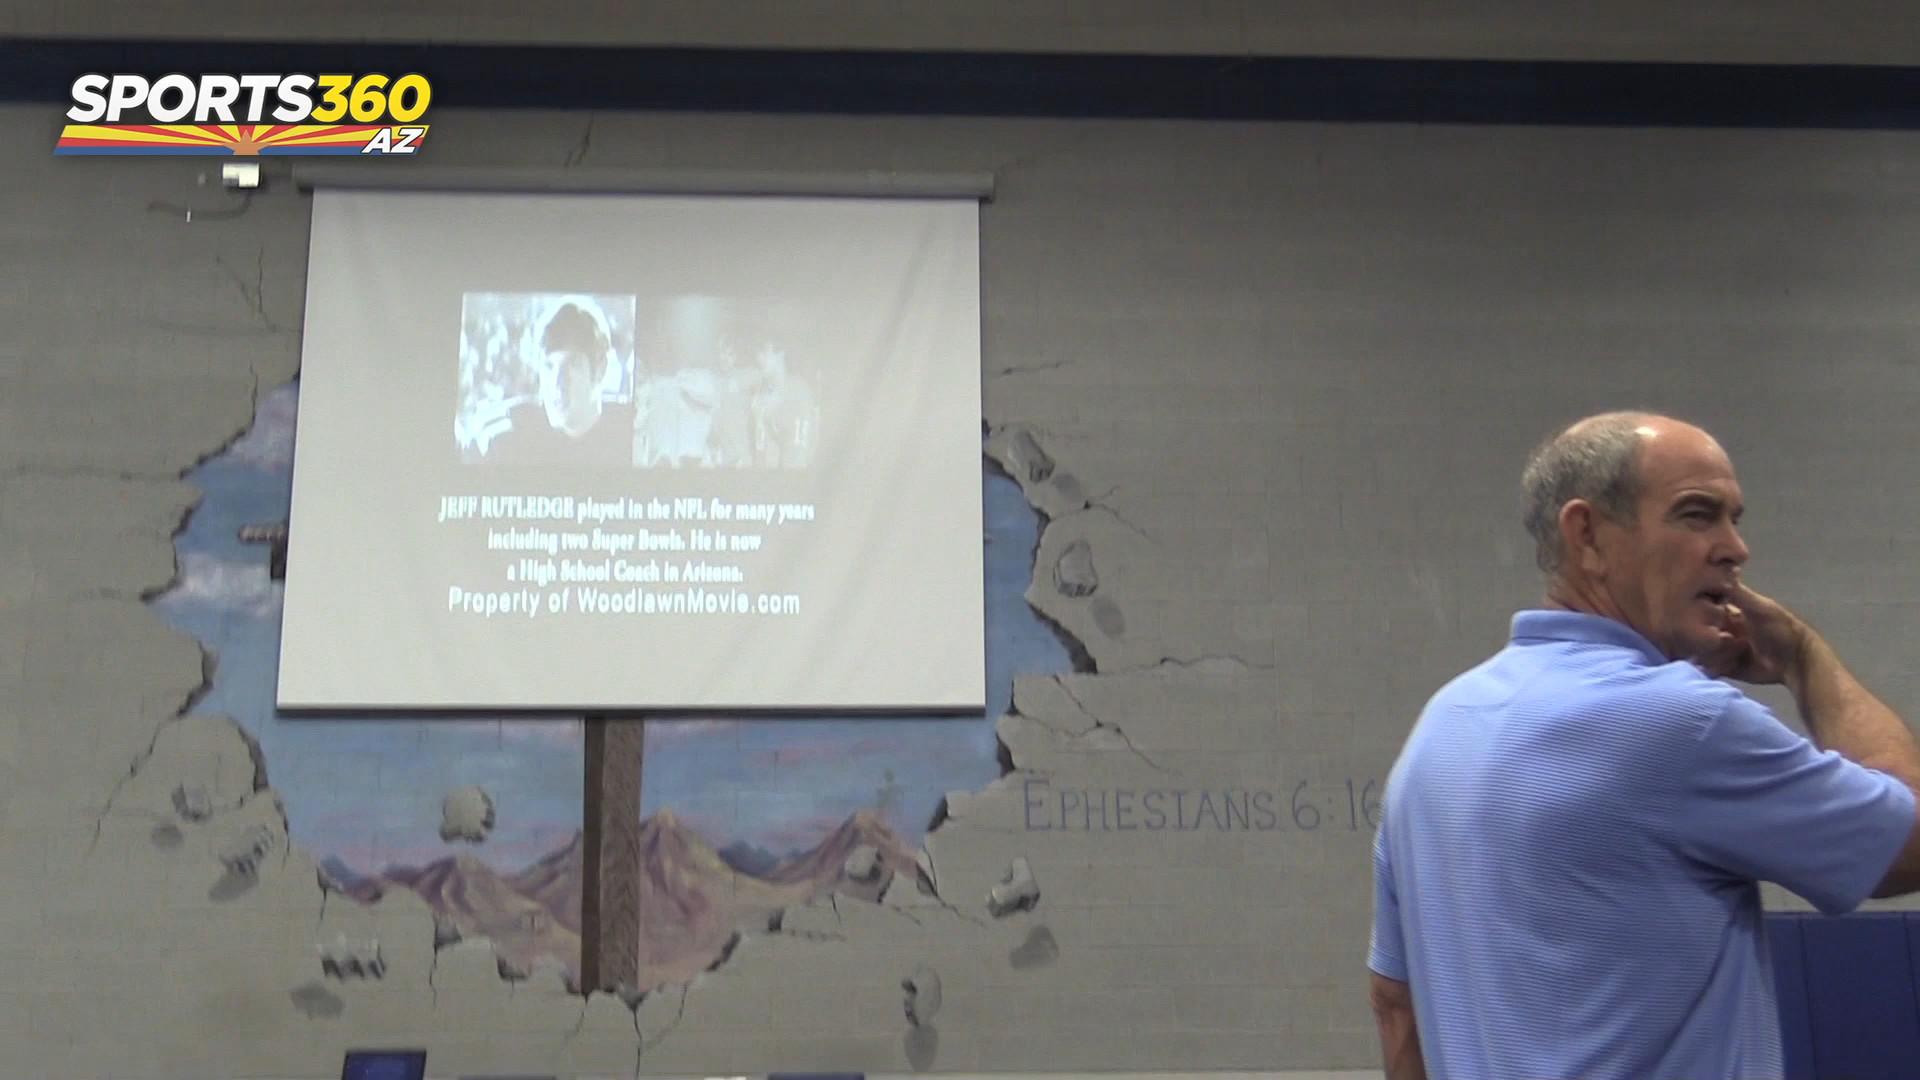 SPORTS360
AZ
JEFF RUTLEDGE played in the NFL for many years
including two Super Bowls. He is now
a High School Coach in Arizona.
Property of WoodlawnMovie.com
EPHESIANS 6:16